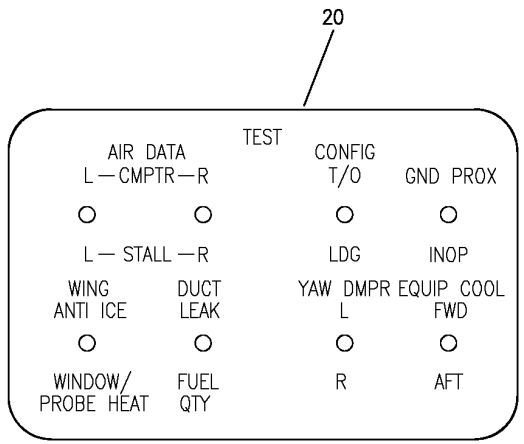 20
TEST
AIR DATA CONFIG
L—CMPTR—R T/O GND PROX
L—STALL—R LDG INOP
WING DUCT YAW DMPR EQUIP COOL
ANTI ICE LEAK L FWD
WINDOW/ FUEL R AFT
PROBE HEAT QTY